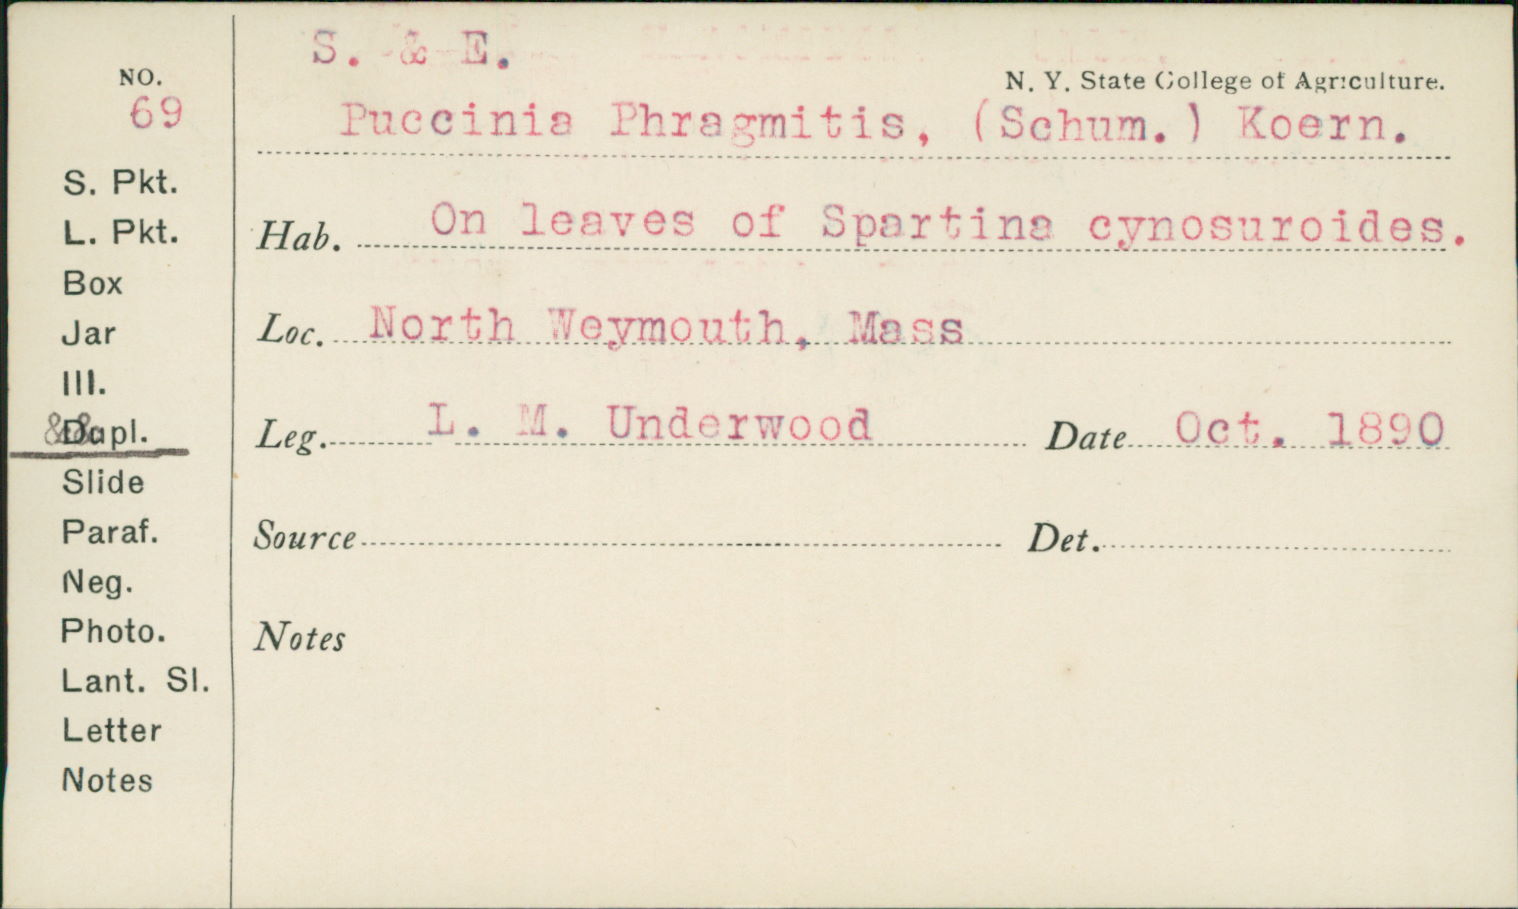 S. & E.
NO.
N. Y. State College of Agriculture.
69
Puccinia Phragmitis, (Schum.) Koern.
S. Pkt.
L. Pkt.
Hab. On leaves of Spartina cynosuroides.
Box
Jar
Loc. North Weymouth, Mass
Ill.
&& Dupl.
Leg. L. M. Underwood Date Oct. 1890
Slide
Paraf.
Source Det.
Neg.
Photo.
Notes
Lant. Sl.
Letter
Notes